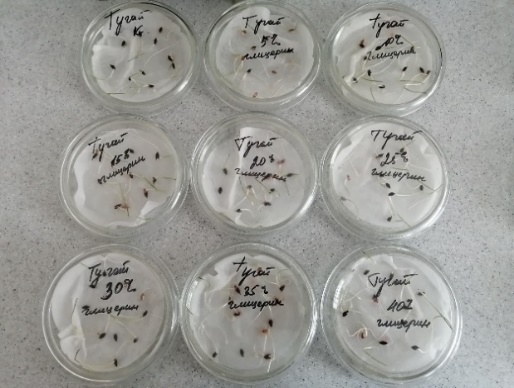 Тугай
К
Тугай
5%
глицерин
Тугай
10%
глицерин
Тугай
15%
глицерин
Тугай
20%
глицерин
Тугай
25%
глицерин
Тугай
30%
глицерин
Тугай
35%
глицерин
Тугай
40%
глицерин